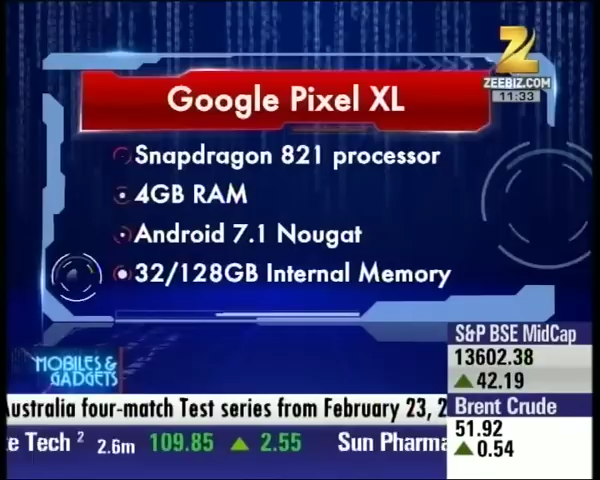 ZEEBIZ.COM
11:33
Google Pixel XL
Snapdragon 821 processor
4GB RAM
Android 7.1 Nougat
32/128GB Internal Memory
MOBILES &
GADGETS
S&P BSE MidCap
13602.38
▲ 42.19
Australia four-match Test series from February 23, 2
Brent Crude
51.92
▲ 0.54
e Tech 2 2.6m 109.85 ▲ 2.55 Sun Pharma